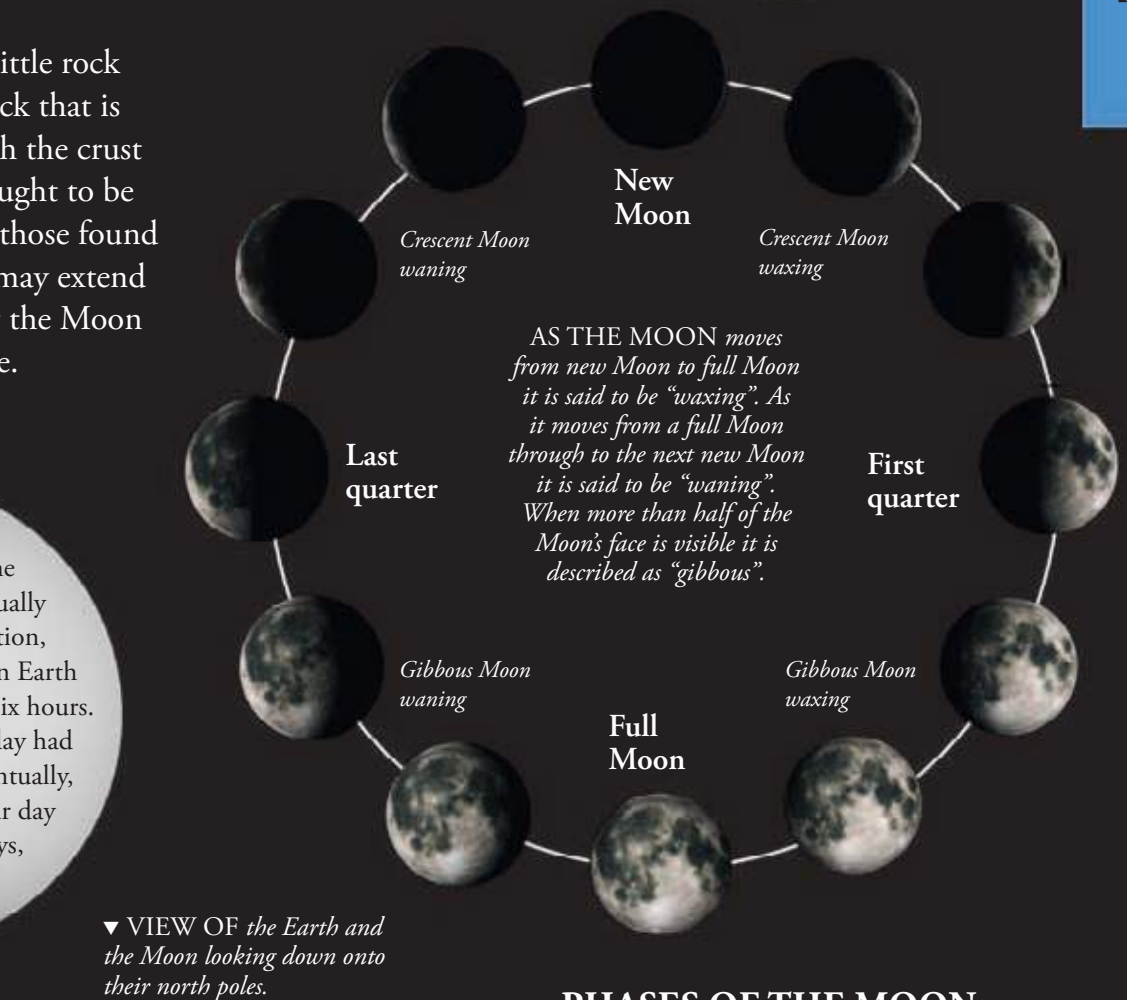 ittle rock
ck that is
h the crust
ught to be
those found
may extend
the Moon
e.
New
Moon
Crescent Moon
waning
Crescent Moon
waxing
AS THE MOON moves
from new Moon to full Moon
it is said to be “waxing”. As
it moves from a full Moon
through to the next new Moon
it is said to be “waning”.
When more than half of the
Moon’s face is visible it is
described as “gibbous”.
Last
quarter
First
quarter
ne
ually
tion,
n Earth
ix hours.
lay had
ntually,
r day
ys,
Gibbous Moon
waning
Gibbous Moon
waxing
Full
Moon
▼ VIEW OF the Earth and
the Moon looking down onto
their north poles.
PHASES OF THE MOON